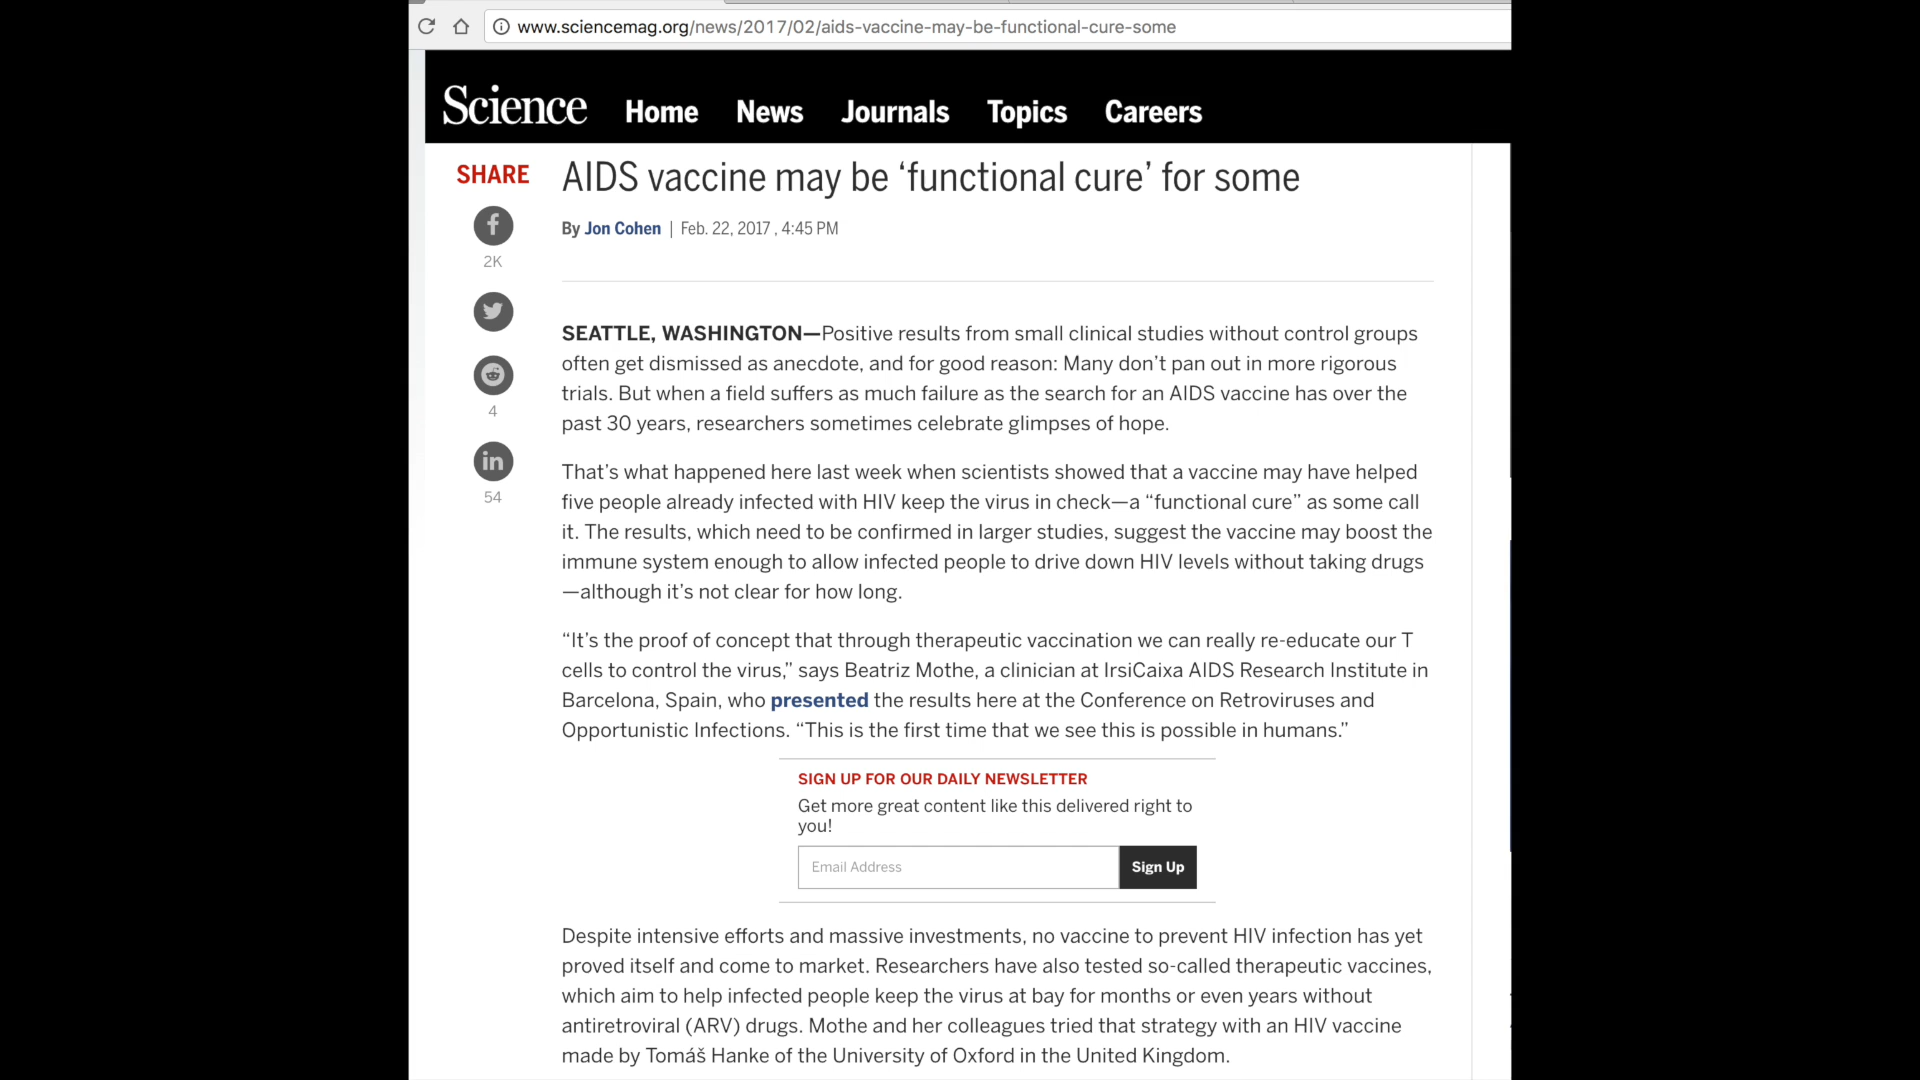 www.sciencemag.org/news/2017/02/aids-vaccine-may-be-functional-cure-some
Science Home News Journals Topics Careers
SHARE
2K
4
in
54
AIDS vaccine may be ‘functional cure’ for some
By Jon Cohen | Feb. 22, 2017 , 4:45 PM
SEATTLE, WASHINGTON—Positive results from small clinical studies without control groups
often get dismissed as anecdote, and for good reason: Many don’t pan out in more rigorous
trials. But when a field suffers as much failure as the search for an AIDS vaccine has over the
past 30 years, researchers sometimes celebrate glimpses of hope.
That’s what happened here last week when scientists showed that a vaccine may have helped
five people already infected with HIV keep the virus in check—a “functional cure” as some call
it. The results, which need to be confirmed in larger studies, suggest the vaccine may boost the
immune system enough to allow infected people to drive down HIV levels without taking drugs
—although it’s not clear for how long.
“It’s the proof of concept that through therapeutic vaccination we can really re-educate our T
cells to control the virus,” says Beatriz Mothe, a clinician at IrsiCaixa AIDS Research Institute in
Barcelona, Spain, who presented the results here at the Conference on Retroviruses and
Opportunistic Infections. “This is the first time that we see this is possible in humans.”
SIGN UP FOR OUR DAILY NEWSLETTER
Get more great content like this delivered right to
you!
Email Address Sign Up
Despite intensive efforts and massive investments, no vaccine to prevent HIV infection has yet
proved itself and come to market. Researchers have also tested so-called therapeutic vaccines,
which aim to help infected people keep the virus at bay for months or even years without
antiretroviral (ARV) drugs. Mothe and her colleagues tried that strategy with an HIV vaccine
made by Tomáš Hanke of the University of Oxford in the United Kingdom.